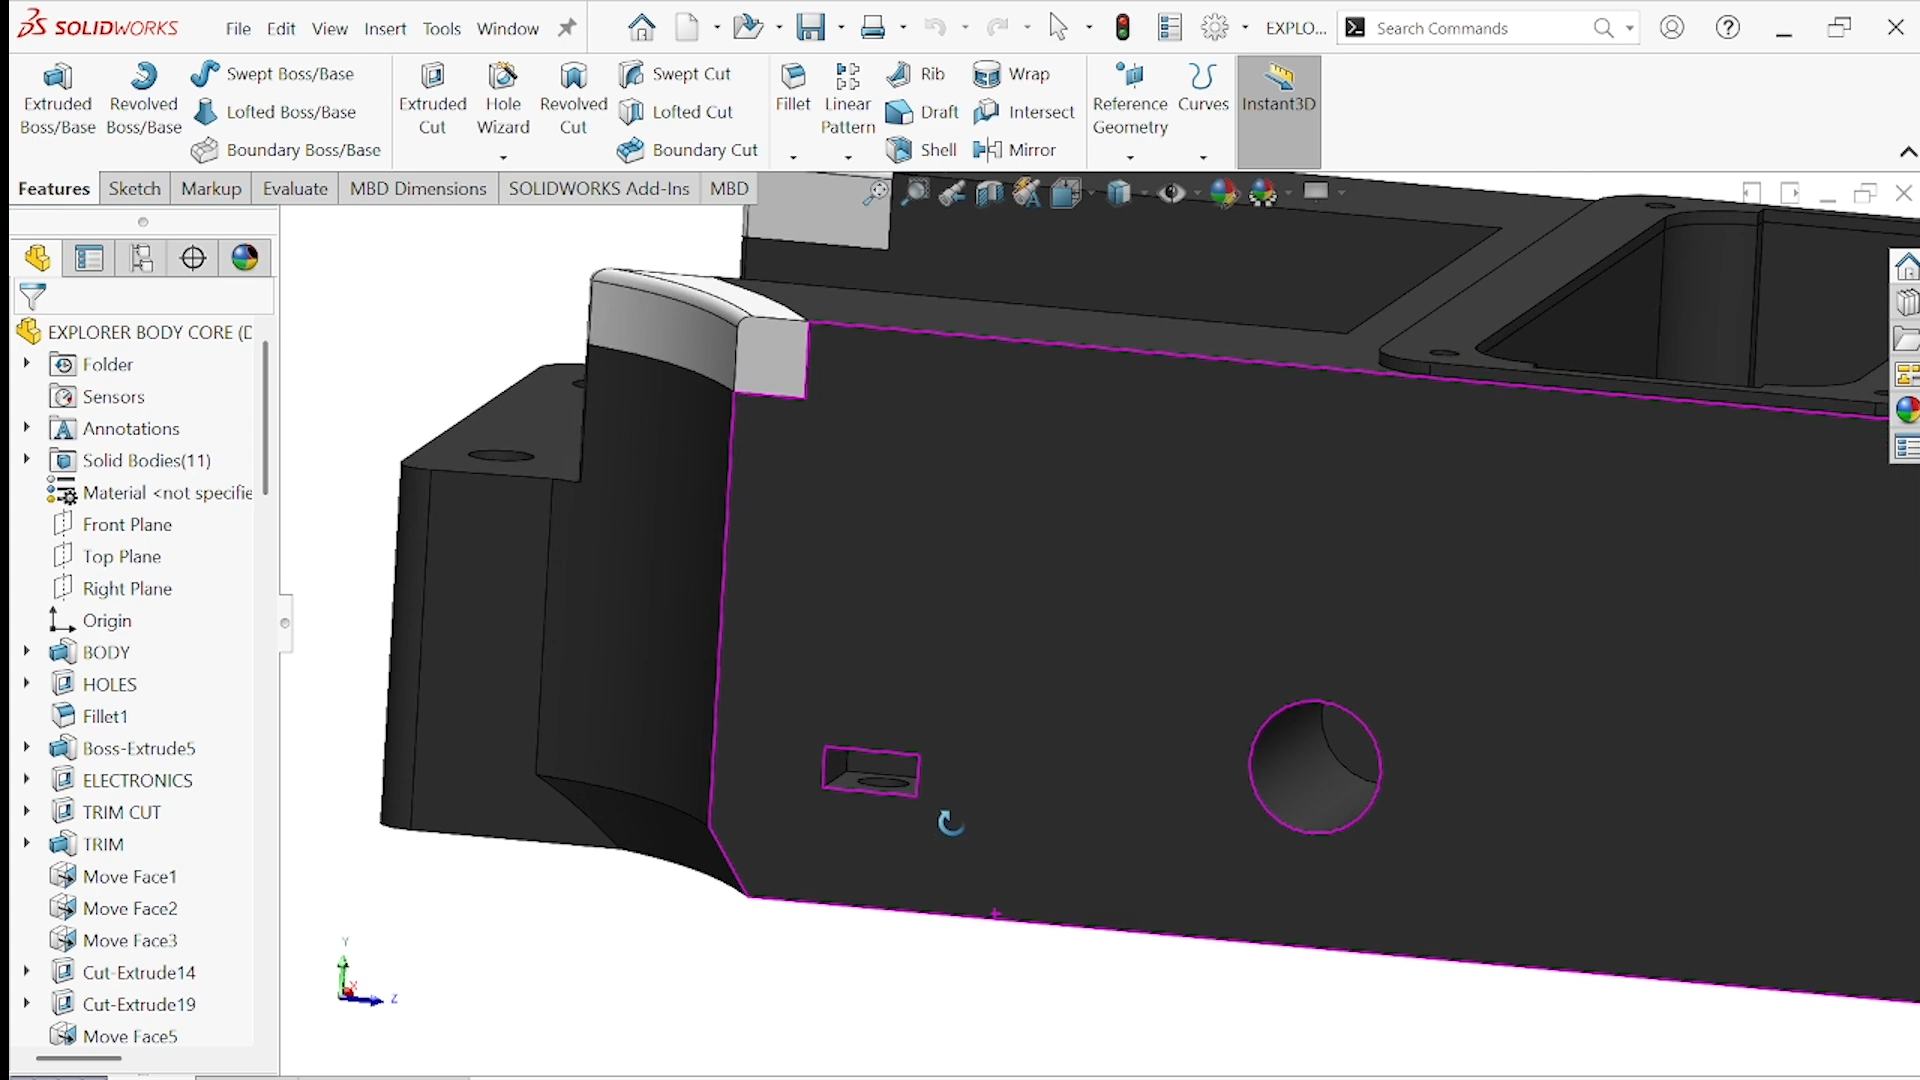 SOLIDWORKS File Edit View Insert Tools Window EXPLO... Search Commands
Extruded Boss/Base
Revolved Boss/Base
Swept Boss/Base
Lofted Boss/Base
Boundary Boss/Base
Extruded Cut
Hole Wizard
Revolved Cut
Swept Cut
Lofted Cut
Boundary Cut
Fillet
Linear Pattern
Rib
Draft
Shell
Wrap
Intersect
Mirror
Reference Geometry
Curves
Instant3D
Features Sketch Markup Evaluate MBD Dimensions SOLIDWORKS Add-Ins MBD
EXPLORER BODY CORE (D
Folder
Sensors
Annotations
Solid Bodies(11)
Material <not specifie
Front Plane
Top Plane
Right Plane
Origin
BODY
HOLES
Fillet1
Boss-Extrude5
ELECTRONICS
TRIM CUT
TRIM
Move Face1
Move Face2
Move Face3
Cut-Extrude14
Cut-Extrude19
Move Face5
Y
X
Z